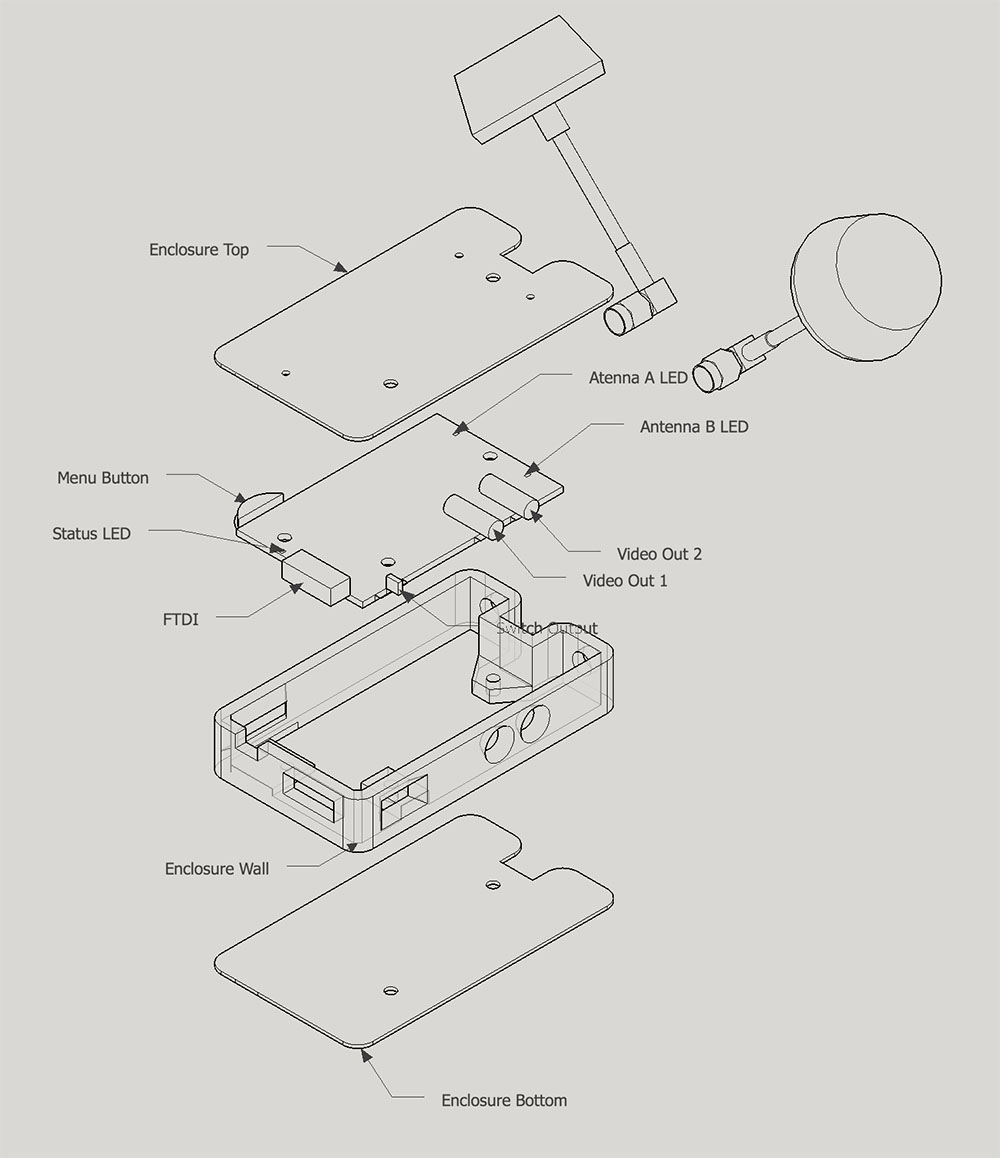 Enclosure Top
Atenna A LED
Antenna B LED
Menu Button
Status LED
Video Out 2
Video Out 1
FTDI
Switch Outsut
Enclosure Wall
Enclosure Bottom